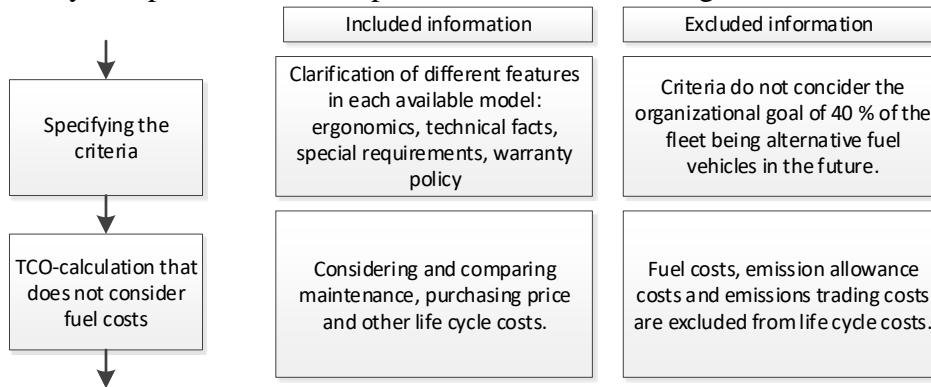 Included information
Excluded information
Specifying the
criteria
Clarification of different features
in each available model:
ergonomics, technical facts,
special requirements, warranty
policy
Criteria do not concider the
organizational goal of 40 % of the
fleet being alternative fuel
vehicles in the future.
TCO-calculation that
does not consider
fuel costs
Considering and comparing
maintenance, purchasing price
and other life cycle costs.
Fuel costs, emission allowance
costs and emissions trading costs
are excluded from life cycle costs.